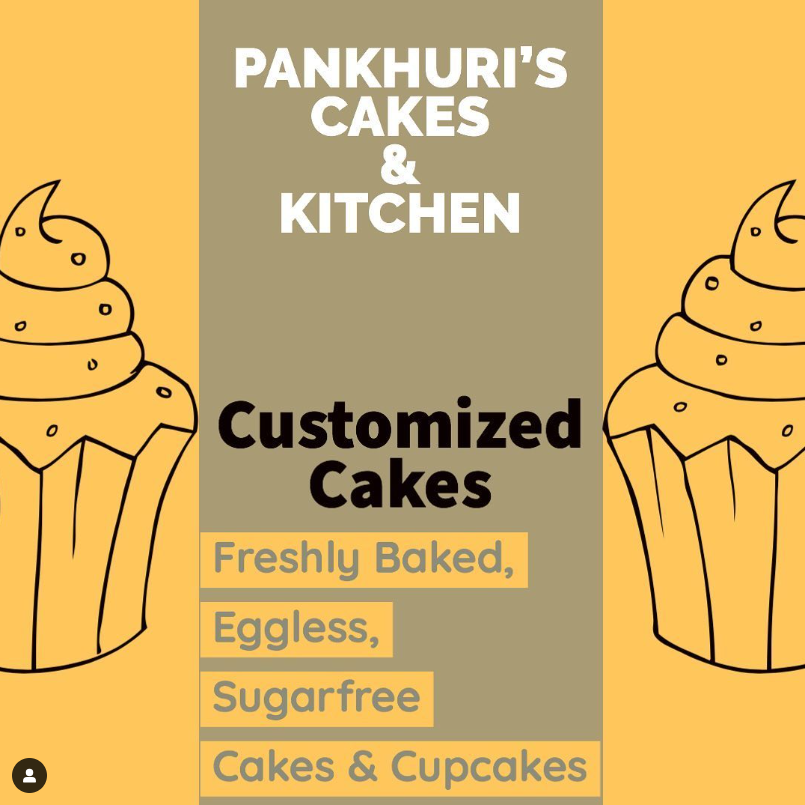 PANKHURI’S
CAKES
&
KITCHEN
Customized
Cakes
Freshly Baked,
Eggless,
Sugarfree
Cakes & Cupcakes